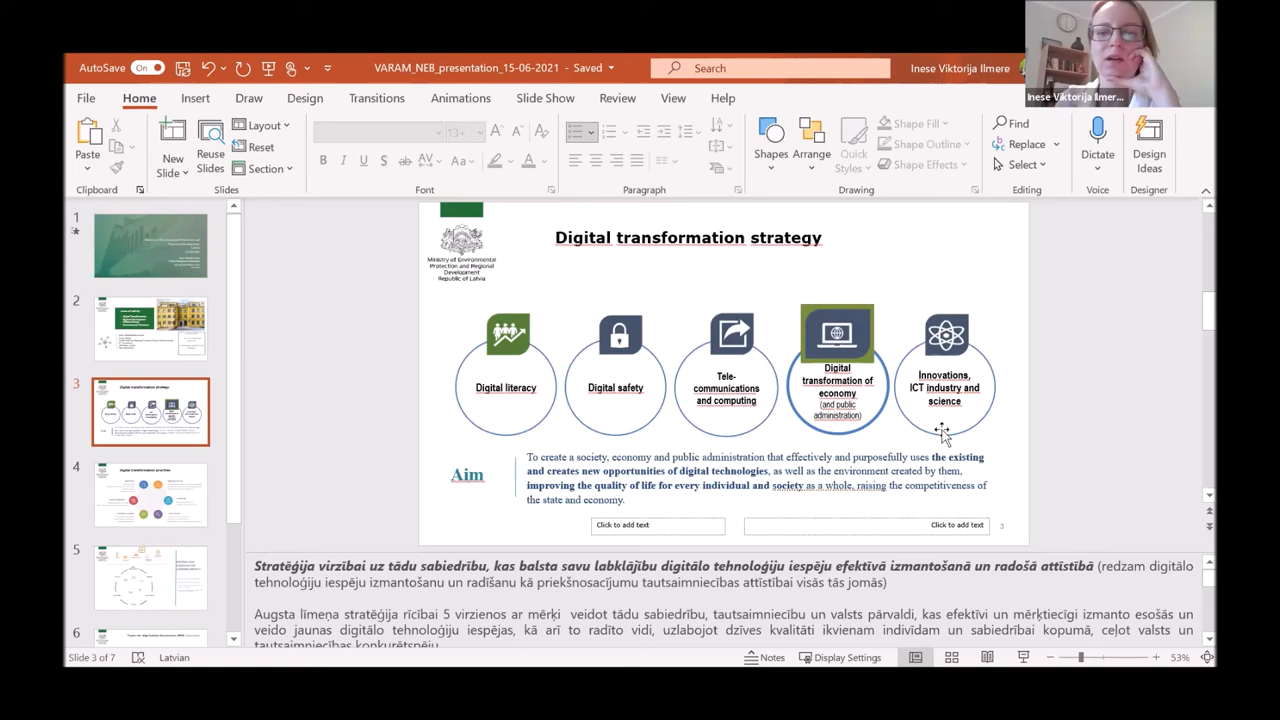 AutoSave On VARAM_NEB_presentation_15-06-2021 - Saved Search Inese Viktorija Ilmere
Inese Viktorija Ilmer...
File Home Insert Draw Design Transitions Animations Slide Show Review View Help
Paste
New
Slide
Reuse
Slides
Layout
Reset
Section
13+
Aa
Shapes
Arrange
Quick
Styles
Shape Fill
Shape Outline
Shape Effects
Find
Replace
Select
Dictate
Design
Ideas
Clipboard Slides Font Paragraph Drawing Editing Voice Designer
1
2
3
4
5
6
Digital transformation strategy
Ministry of Environmental
Protection and Regional
Development
Republic of Latvia
Digital literacy
Digital safety
Tele-
communications
and computing
Digital
transformation of
economy
(and public
administration)
Innovations,
ICT industry and
science
Aim
To create a society, economy and public administration that effectively and purposefully uses the existing
and creates new opportunities of digital technologies, as well as the environment created by them,
improving the quality of life for every individual and society as a whole, raising the competitiveness of
the state and economy.
Click to add text
Click to add text
3
Stratēģija virzībai uz tādu sabiedrību, kas balsta savu labklājību digitālo tehnoloģiju iespēju efektīvā izmantošanā un radošā attīstībā (redzam digitālo
tehnoloģiju iespēju izmantošanu un radīšanu kā priekšnosacījumu tautsaimniecības attīstībai visās tās jomās)
Augsta līmeņa stratēģija rīcībai 5 virzienos ar mērķi veidot tādu sabiedrību, tautsaimniecību un valsts pārvaldi, kas efektīvi un mērķtiecīgi izmanto esošās un
veido jaunas digitālo tehnoloģiju iespējas, kā arī to radīto vidi, uzlabojot dzīves kvalitāti ikvienam indivīdam un sabiedrībai kopumā, ceļot valsts un
tautsaimniecības konkurētspēju
Slide 3 of 7 Latvian Notes Display Settings 53%